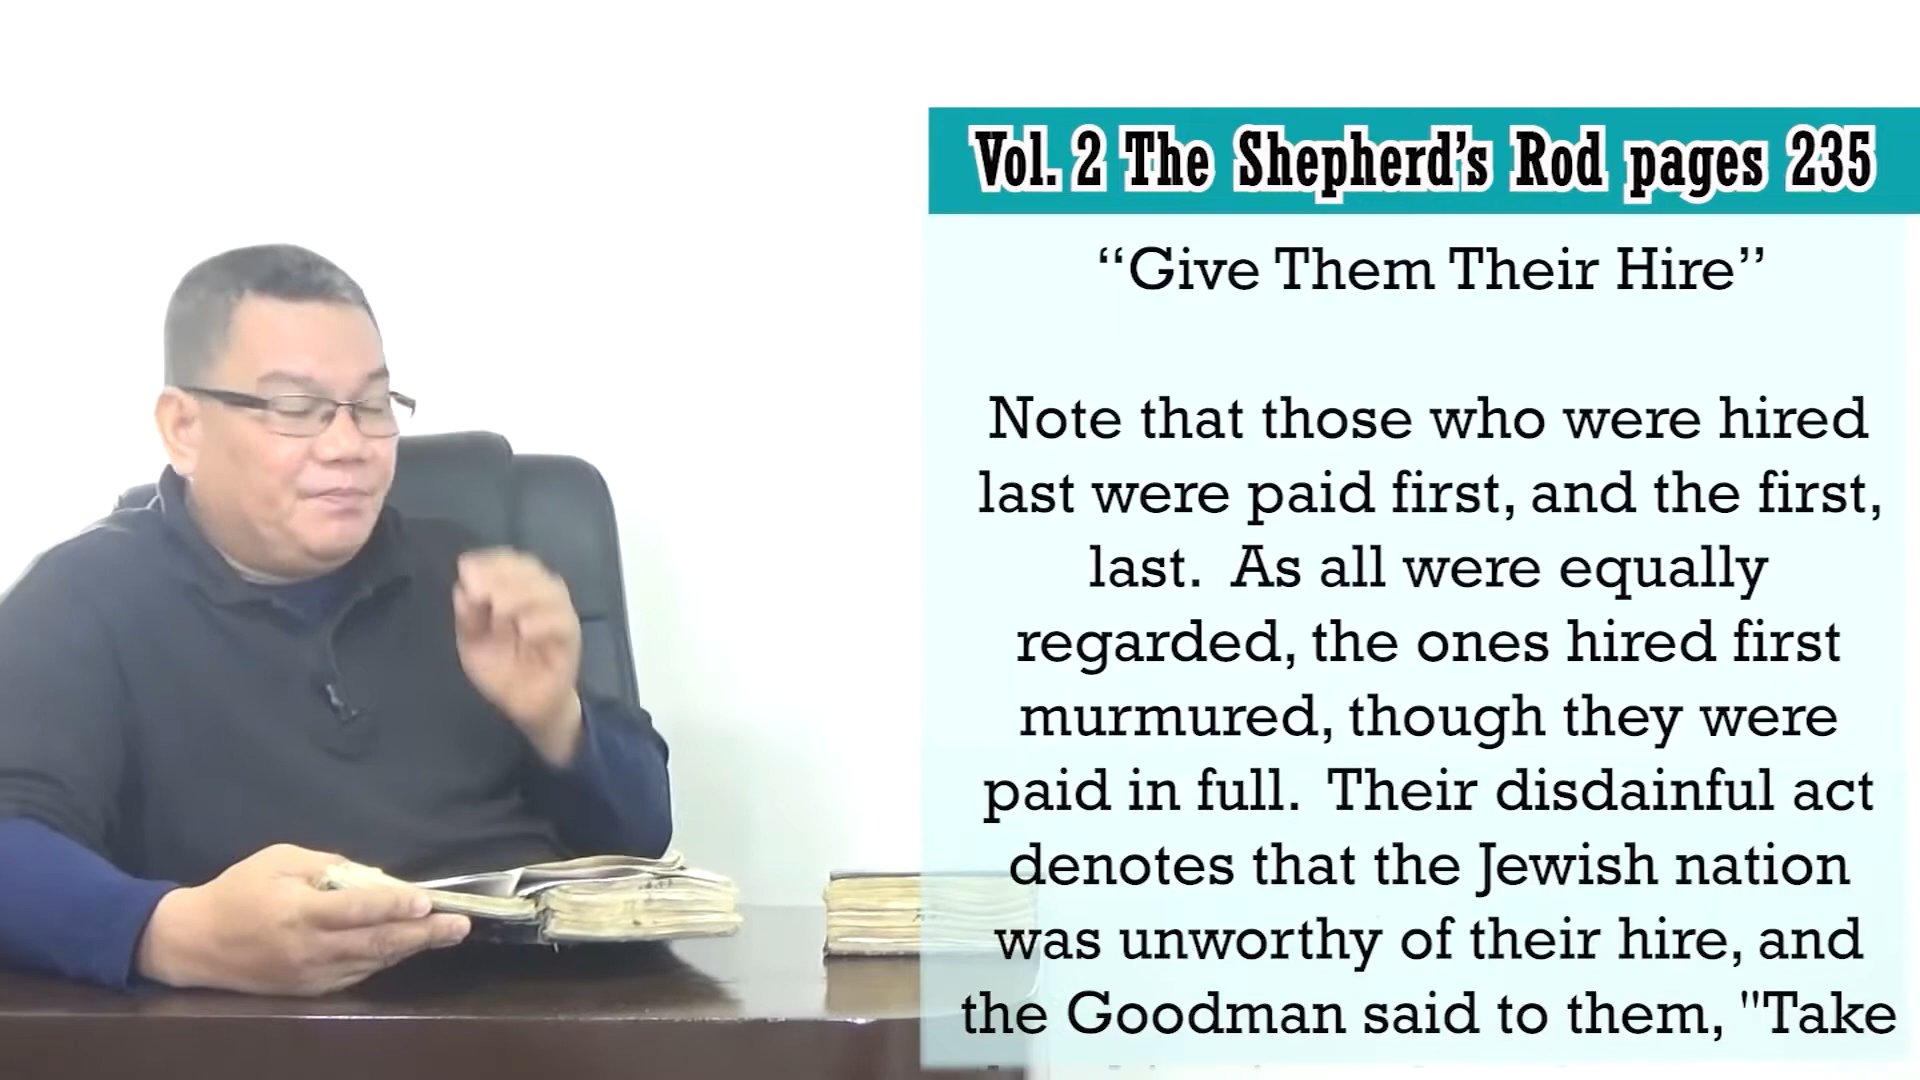 Vol. 2 The Shepherd's Rod pages 235
“Give Them Their Hire”
Note that those who were hired
last were paid first, and the first,
last. As all were equally
regarded, the ones hired first
murmured, though they were
paid in full. Their disdainful act
denotes that the Jewish nation
was unworthy of their hire, and
the Goodman said to them, "Take